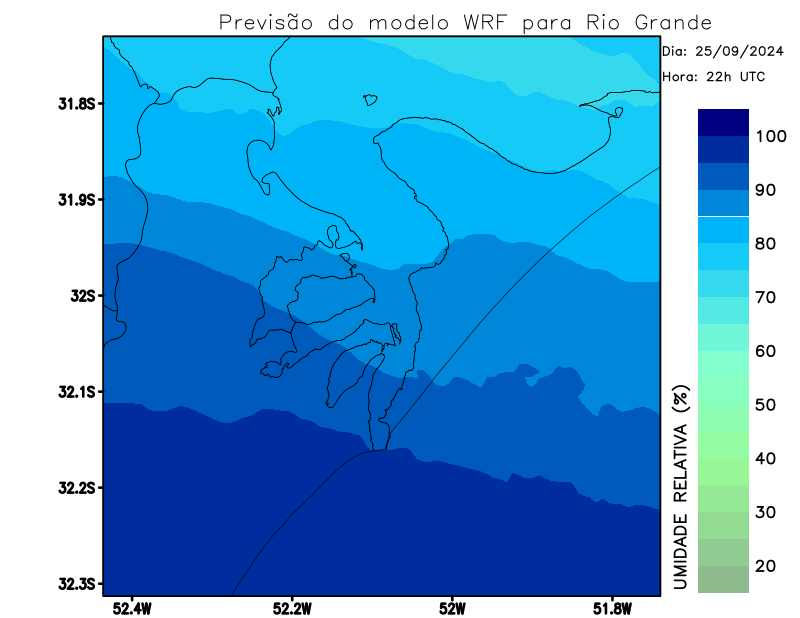 Previsão do modelo WRF para Rio Grande
Dia: 25/09/2024
Hora: 22h UTC
31.8S
31.9S
32S
32.1S
32.2S
32.3S
52.4W
52.2W
52W
51.8W
100
90
80
70
60
50
40
30
20
UMIDADE RELATIVA (%)